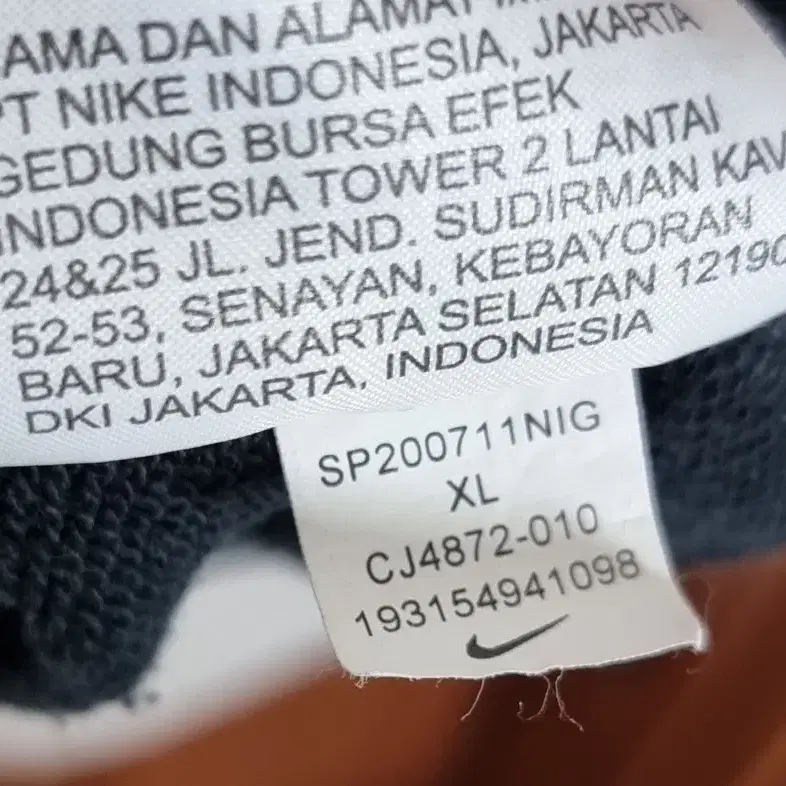 AMA DAN ALAMAT
PT NIKE INDONESIA, JAKARTA
GEDUNG BURSA EFEK
INDONESIA TOWER 2 LANTAI
24&25 JL. JEND. SUDIRMAN KAV
52-53, SENAYAN, KEBAYORAN
BARU, JAKARTA SELATAN 12190
DKI JAKARTA, INDONESIA
SP200711NIG
XL
CJ4872-010
193154941098